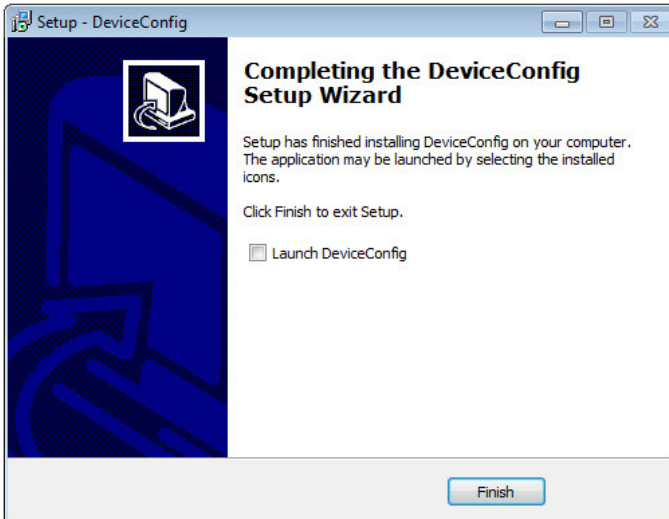 Setup - DeviceConfig
Completing the DeviceConfig
Setup Wizard
Setup has finished installing DeviceConfig on your computer.
The application may be launched by selecting the installed
icons.
Click Finish to exit Setup.
Launch DeviceConfig
Finish